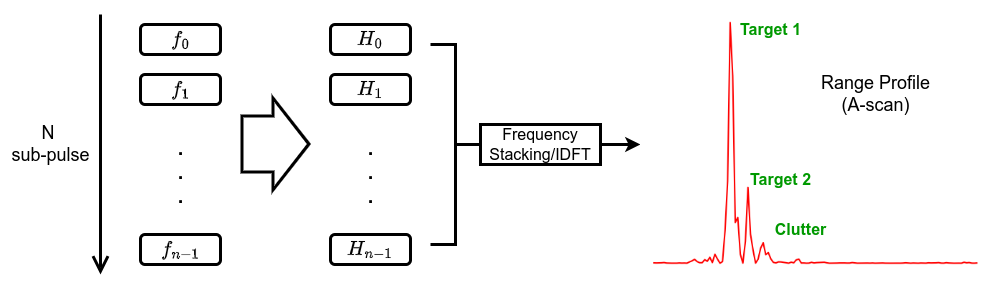 N
sub-pulse
f₀
f₁
.
.
.
fₙ₋₁
H₀
H₁
.
.
.
Hₙ₋₁
Frequency
Stacking/IDFT
Target 1
Target 2
Clutter
Range Profile
(A-scan)